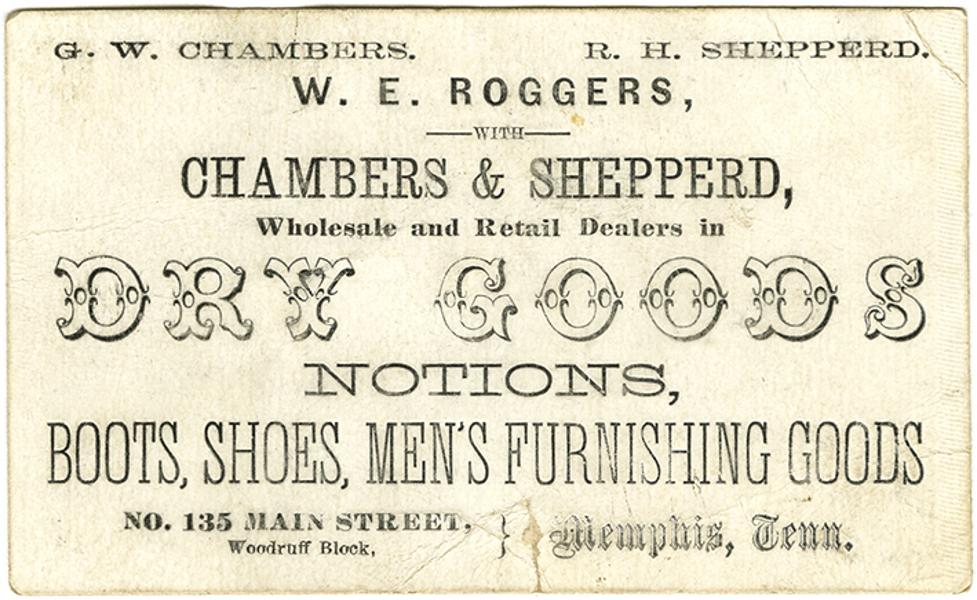 G. W. CHAMBERS. R. H. SHEPPERD.
W. E. ROGGERS,
WITH
CHAMBERS & SHEPPERD,
Wholesale and Retail Dealers in
DRY GOODS
NOTIONS,
BOOTS, SHOES, MEN'S FURNISHING GOODS
NO. 135 MAIN STREET,
Woodruff Block,
} Memphis, Tenn.